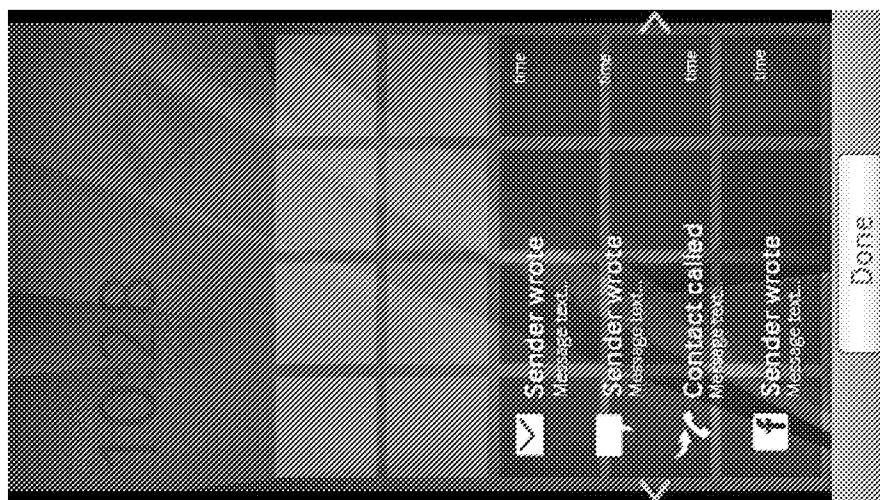 Sender wrote time
Message text...
Sender wrote time
Message text...
Contact called time
Message text...
f Sender wrote time
Message text...
Done